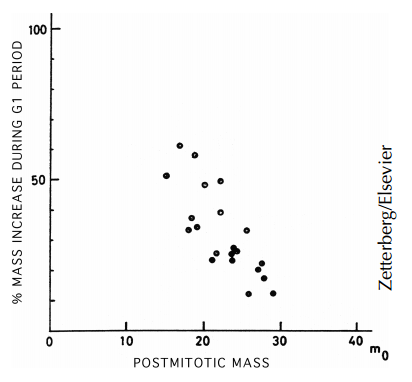 % MASS INCREASE DURING G1 PERIOD
100
50
0
10
20
30
40
m0
POSTMITOTIC MASS
Zetterberg/Elsevier